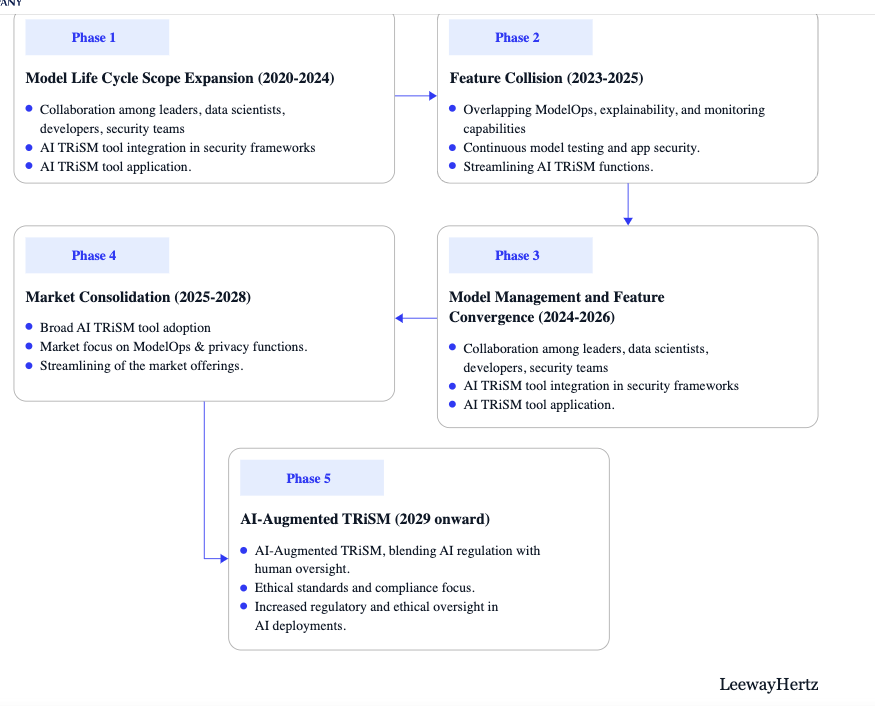 Phase 1
Model Life Cycle Scope Expansion (2020-2024)
Collaboration among leaders, data scientists,
developers, security teams
AI TRiSM tool integration in security frameworks
AI TRiSM tool application.
Phase 2
Feature Collision (2023-2025)
Overlapping ModelOps, explainability, and monitoring
capabilities
Continuous model testing and app security.
Streamlining AI TRiSM functions.
Phase 3
Model Management and Feature
Convergence (2024-2026)
Collaboration among leaders, data scientists,
developers, security teams
AI TRiSM tool integration in security frameworks
AI TRiSM tool application.
Phase 4
Market Consolidation (2025-2028)
Broad AI TRiSM tool adoption
Market focus on ModelOps & privacy functions.
Streamlining of the market offerings.
Phase 5
AI-Augmented TRiSM (2029 onward)
AI-Augmented TRiSM, blending AI regulation with
human oversight.
Ethical standards and compliance focus.
Increased regulatory and ethical oversight in
AI deployments.
LeewayHertz